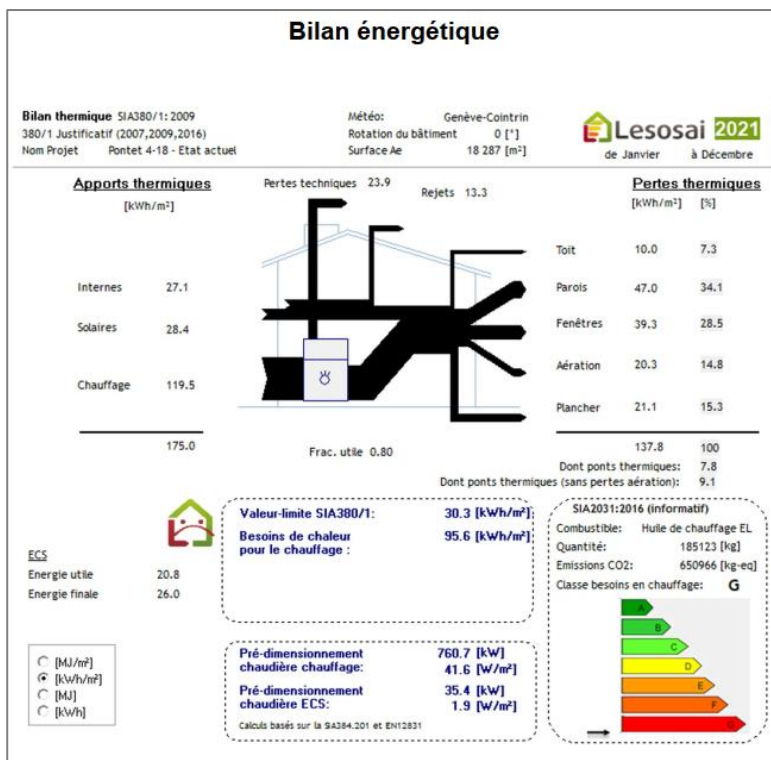 Bilan énergétique
Bilan thermique SIA380/1: 2009
380/1 Justificatif (2007,2009,2016)
Nom Projet Pontet 4-18 - Etat actuel
Météo: Genève-Cointrin
Rotation du bâtiment 0 [°]
Surface Ae 18 287 [m²]
Lesosai 2021
de Janvier à Décembre
Apports thermiques
[kWh/m²]
Internes 27.1
Solaires 28.4
Chauffage 119.5
175.0
Pertes techniques 23.9
Rejets 13.3
Frac. utile 0.80
Pertes thermiques
[kWh/m²] [%]
Toit 10.0 7.3
Parois 47.0 34.1
Fenêtres 39.3 28.5
Aération 20.3 14.8
Plancher 21.1 15.3
137.8 100
Dont ponts thermiques: 7.8
Dont ponts thermiques (sans pertes aération): 9.1
ECS
Energie utile 20.8
Energie finale 26.0
Valeur-limite SIA380/1: 30.3 [kWh/m²]
Besoins de chaleur 95.6 [kWh/m²]
pour le chauffage :
SIA2031:2016 (informatif)
Combustible: Huile de chauffage EL
Quantité: 185123 [kg]
Emissions CO2: 650966 [kg-eq]
Classe besoins en chauffage: G
A
B
C
D
E
F
G
[MJ/m²]
[kWh/m²]
[MJ]
[kWh]
Pré-dimensionnement 760.7 [kW]
chaudière chauffage: 41.6 [W/m²]
Pré-dimensionnement 35.4 [kW]
chaudière ECS: 1.9 [W/m²]
Calculs basés sur la SIA384.201 et EN12831